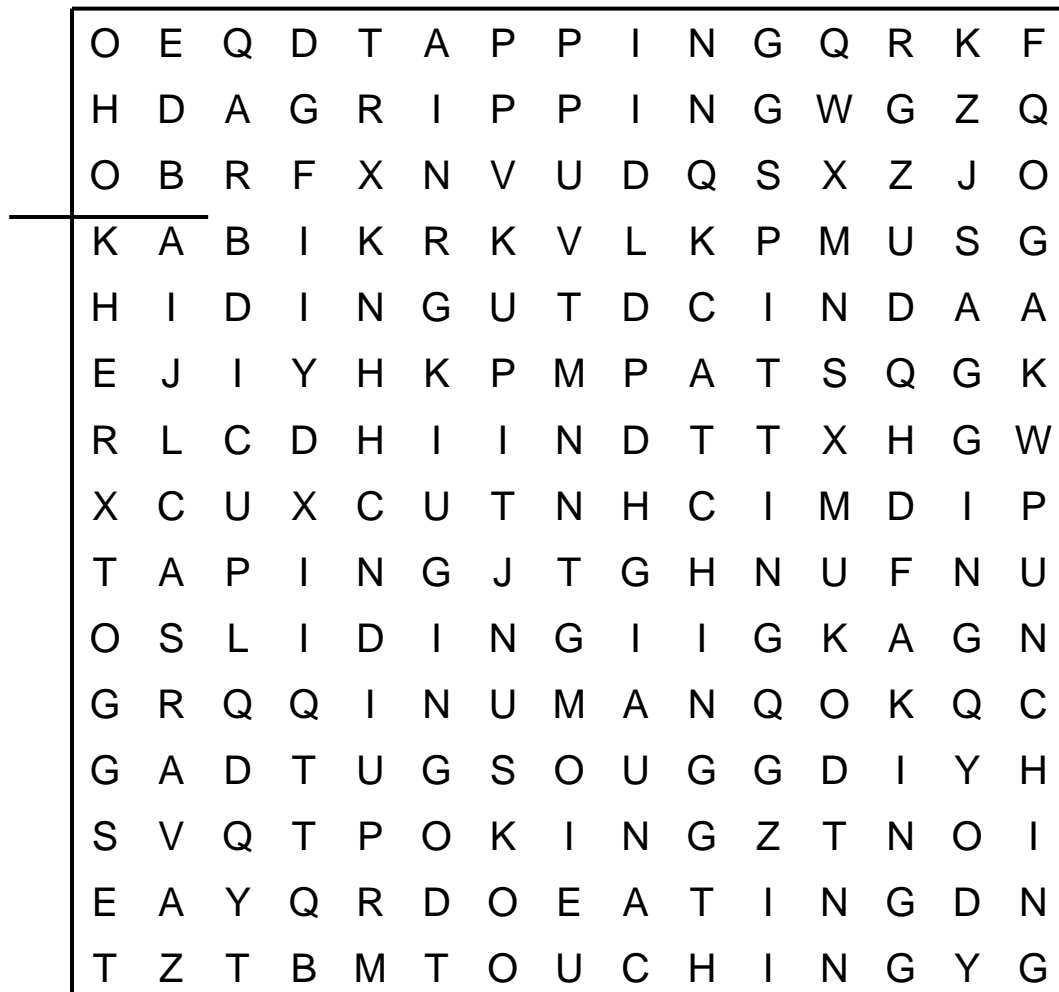 O E Q D T A P P I N G Q R K F
H D A G R I P P I N G W G Z Q
O B R F X N V U D Q S X Z J O
K A B I K R K V L K P M U S G
H I D I N G U T D C I N D A A
E J I Y H K P M P A T S Q G K
R L C D H I I N D T T X H G W
X C U X C U T N H C I M D I P
T A P I N G J T G H N U F N U
O S L I D I N G I I G K A G N
G R Q Q I N U M A N Q O K Q C
G A D T U G S O U G G D I Y H
S V Q T P O K I N G Z T N O I
E A Y Q R D O E A T I N G D N
T Z T B M T O U C H I N G Y G